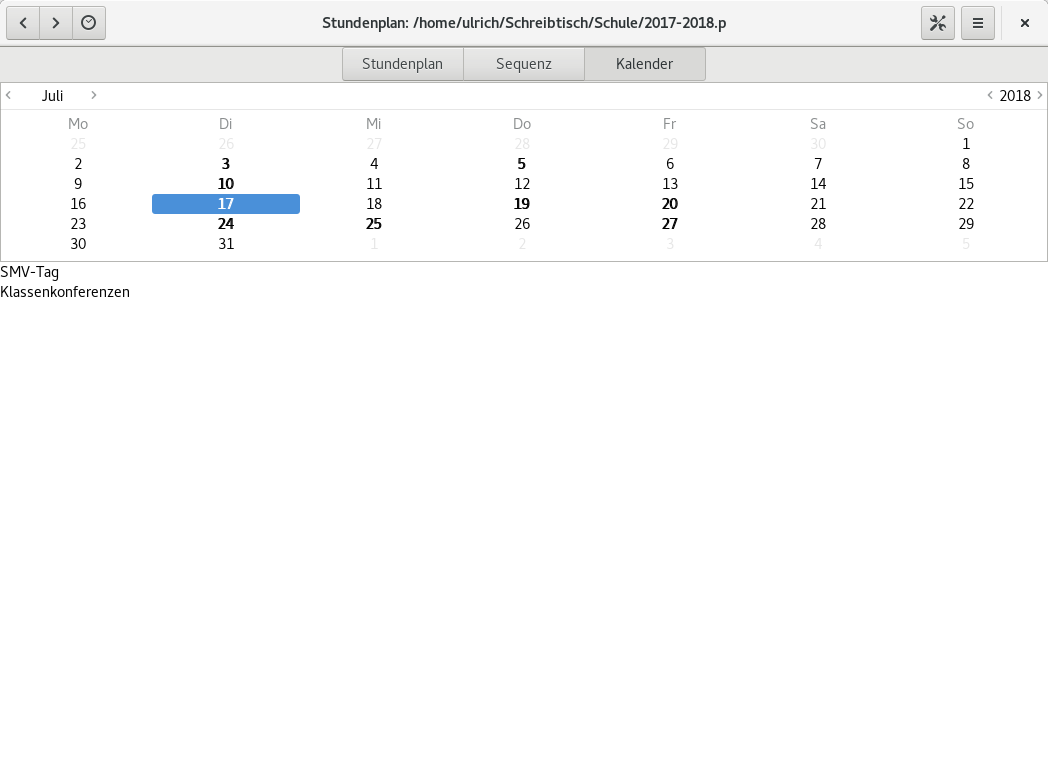 Stundenplan: /home/ulrich/Schreibtisch/Schule/2017-2018.p
Stundenplan Sequenz Kalender
Juli 2018
Mo Di Mi Do Fr Sa So
25 26 27 28 29 30 1
2 3 4 5 6 7 8
9 10 11 12 13 14 15
16 17 18 19 20 21 22
23 24 25 26 27 28 29
30 31 1 2 3 4 5
SMV-Tag
Klassenkonferenzen